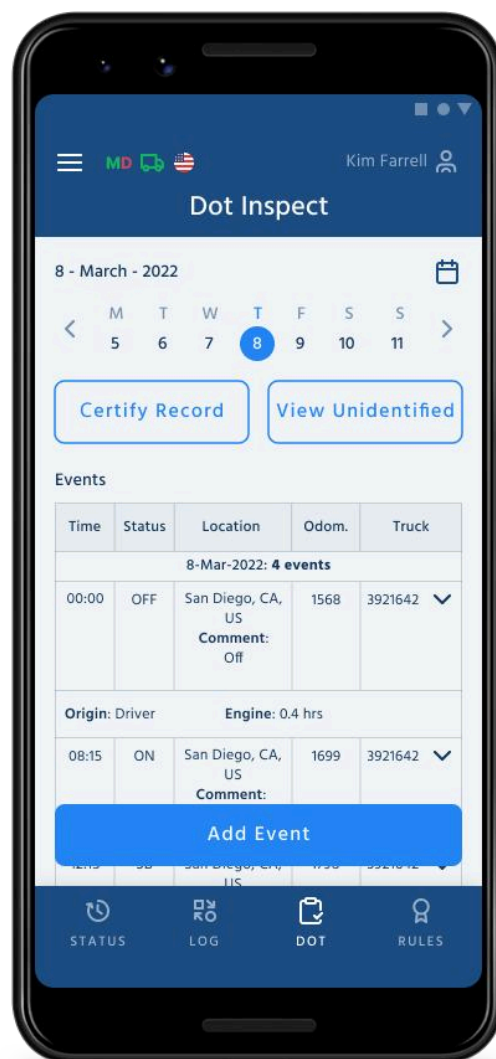 MD
Kim Farrell
Dot Inspect
8 - March - 2022
M T W T F S S
5 6 7 8 9 10 11
Certify Record
View Unidentified
Events
Time Status Location Odom. Truck
8-Mar-2022: 4 events
00:00 OFF San Diego, CA, 1568 3921642
US
Comment:
Off
Origin: Driver Engine: 0.4 hrs
08:15 ON San Diego, CA, 1699 3921642
US
Comment:
Add Event
US
STATUS LOG DOT RULES